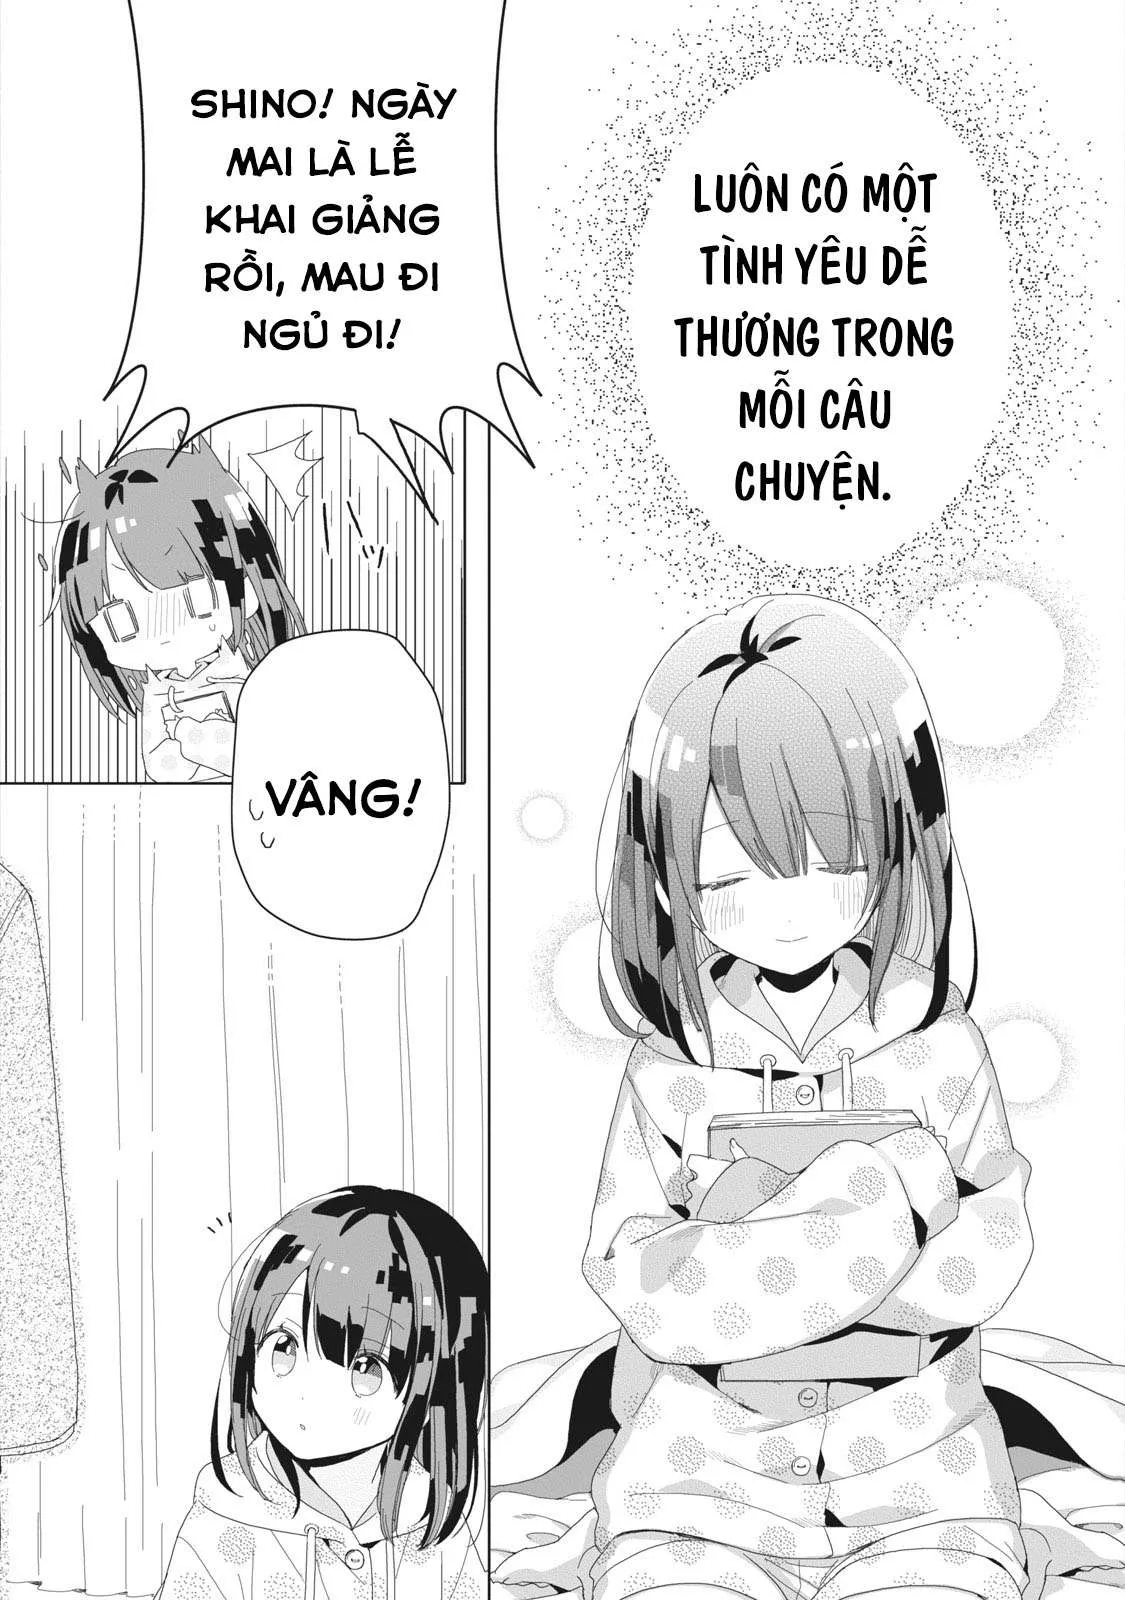 LUÔN CÓ MỘT
TÌNH YÊU DỄ
THƯƠNG TRONG
MỖI CÂU
CHUYỆN.
SHINO! NGÀY
MAI LÀ LỄ
KHAI GIẢNG
RỒI, MAU ĐI
NGỦ ĐI!
VÂNG!